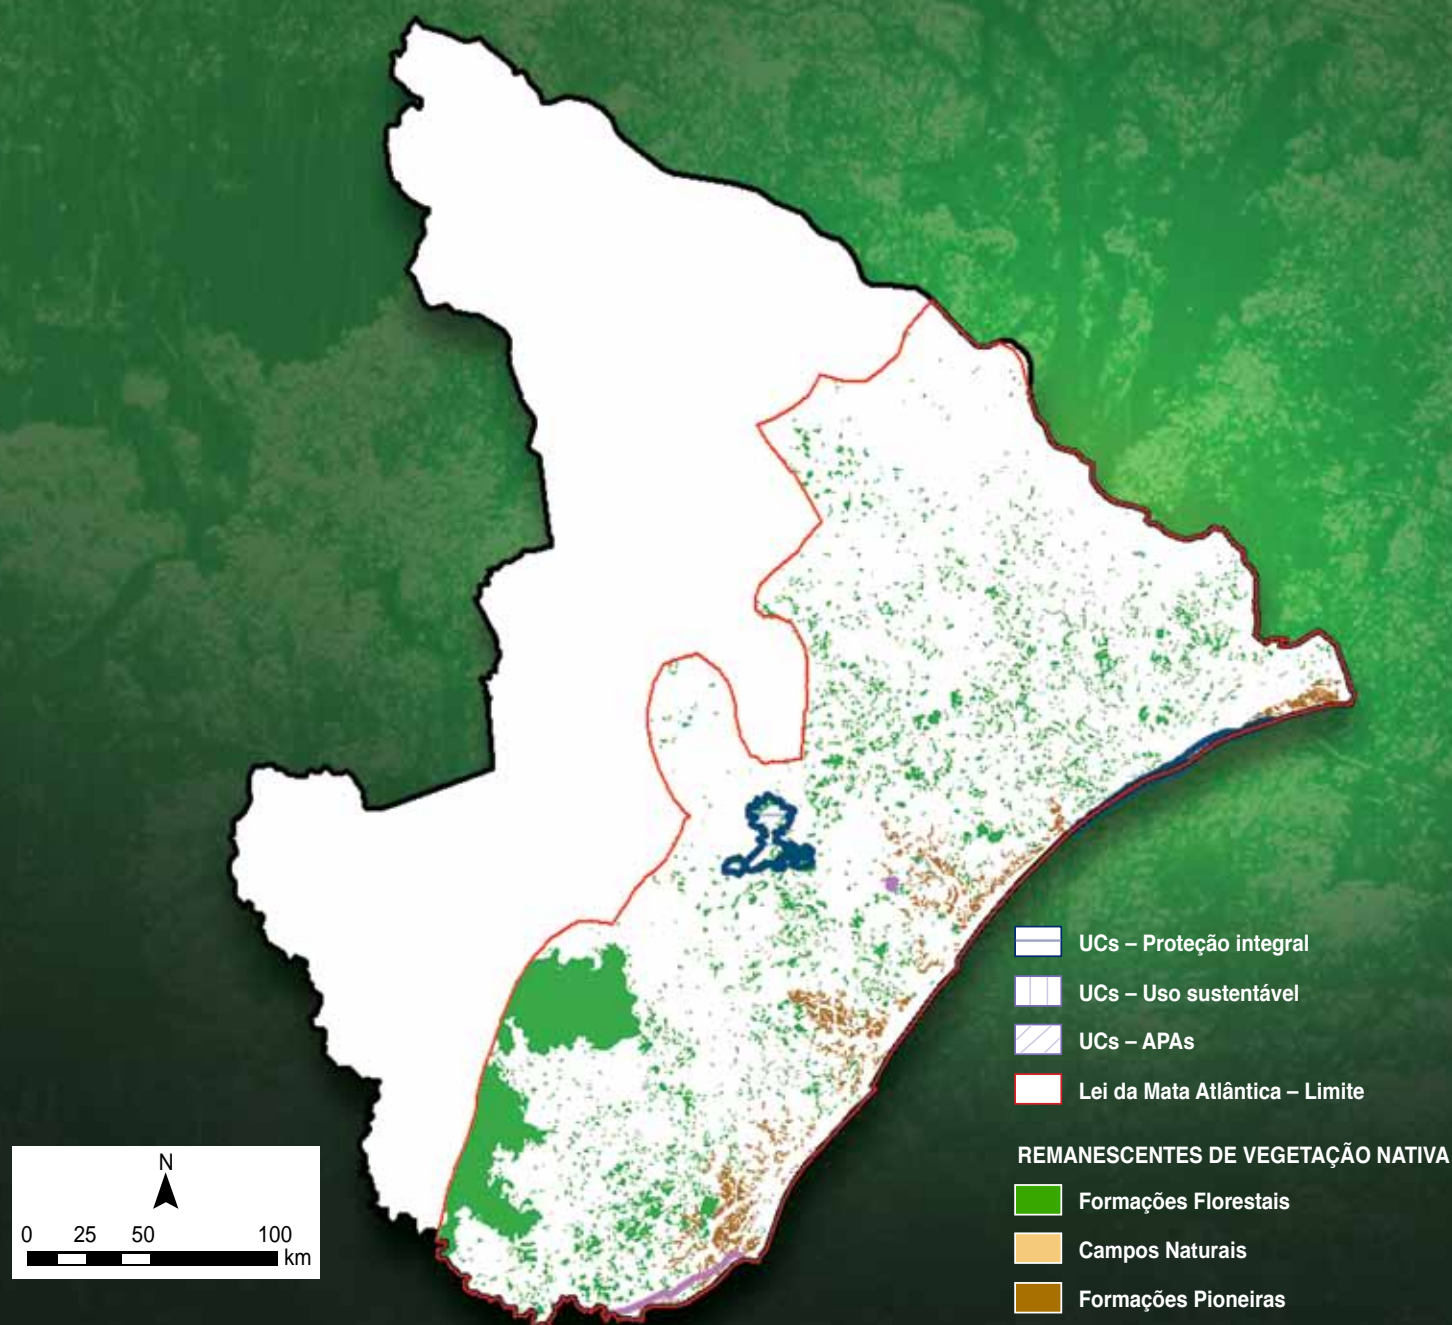 UCs – Proteção integral
UCs – Uso sustentável
UCs – APAs
Lei da Mata Atlântica – Limite
REMANESCENTES DE VEGETAÇÃO NATIVA
Formações Florestais
Campos Naturais
Formações Pioneiras
N
0 25 50 100
km